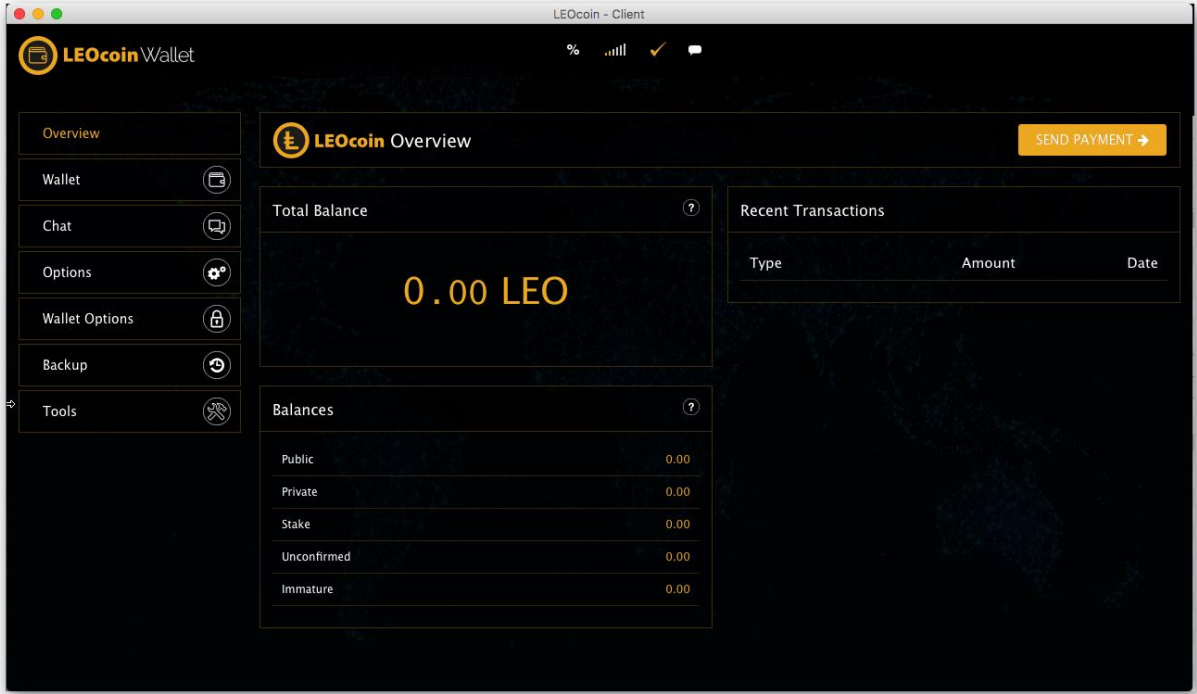 LEOcoin - Client
LEOcoin Wallet
%
Overview
Wallet
Chat
Options
Wallet Options
Backup
Tools
LEOcoin Overview
SEND PAYMENT
Total Balance
?
0.00 LEO
Balances
?
Public 0.00
Private 0.00
Stake 0.00
Unconfirmed 0.00
Immature 0.00
Recent Transactions
Type Amount Date